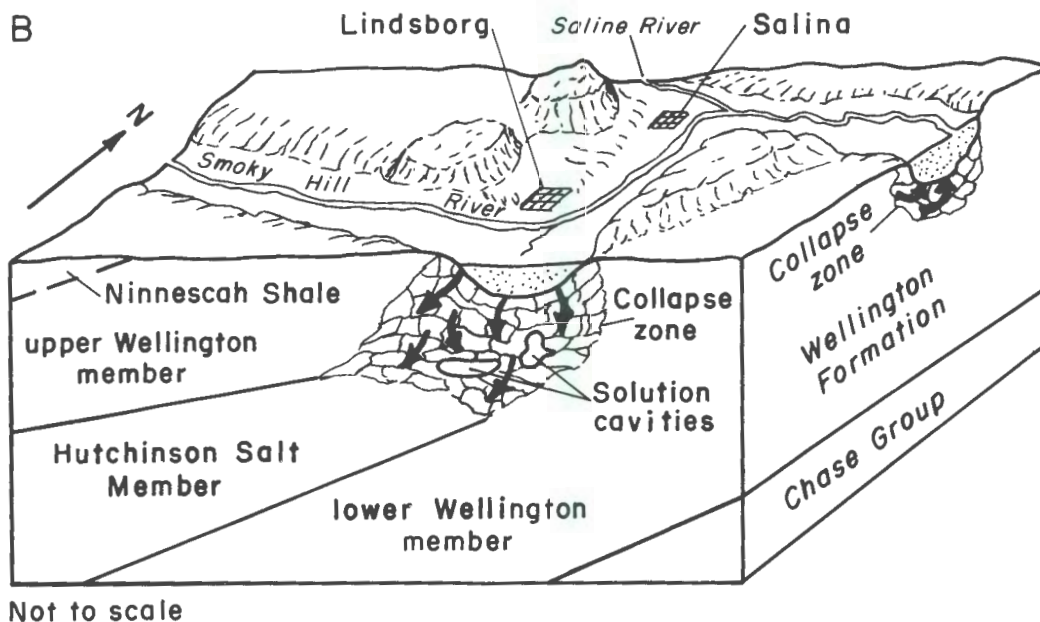 B
Lindsborg
Saline River
Salina
N
Smoky Hill River
Ninnescah Shale
upper Wellington
member
Collapse
zone
Collapse
zone
Wellington
Formation
Solution
cavities
Hutchinson Salt
Member
lower Wellington
member
Chase Group
Not to scale